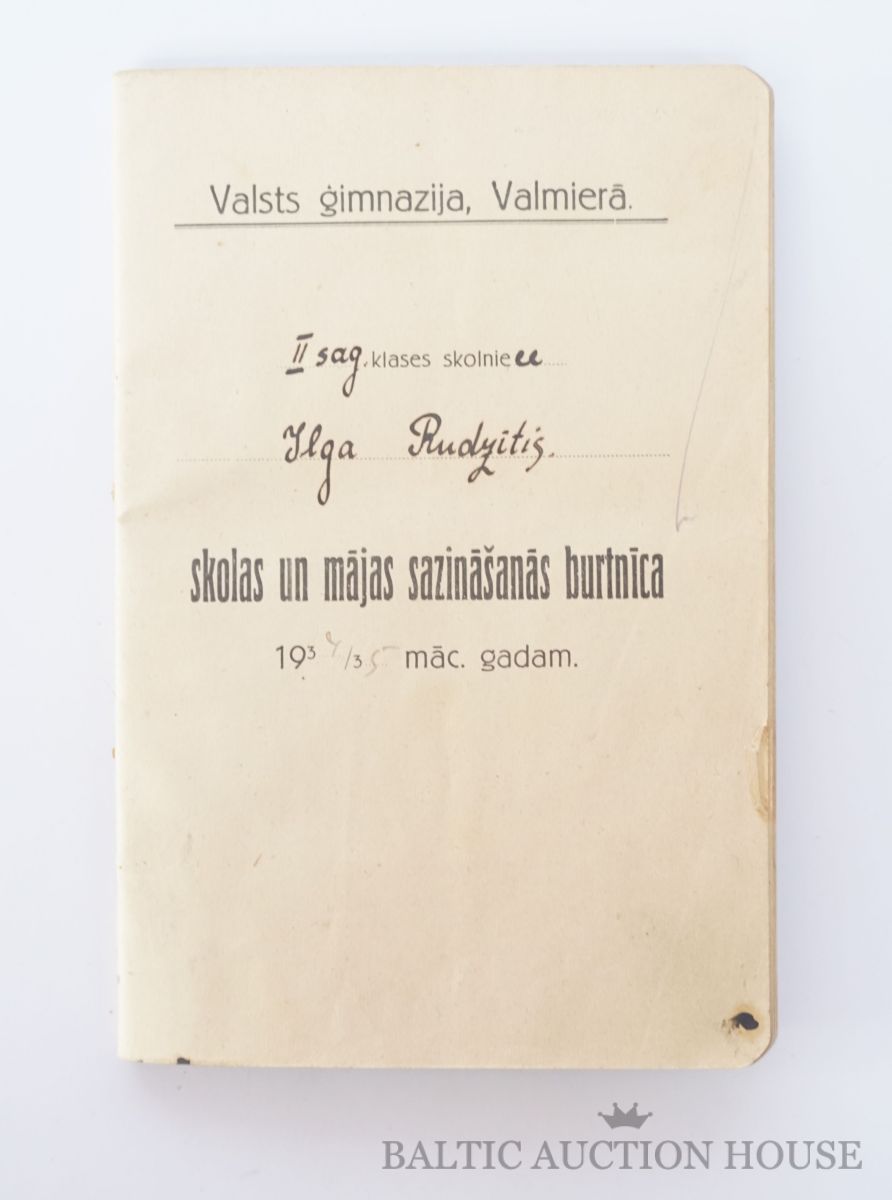 Valsts ģimnazija, Valmierā.
II sag. klases skolniece
Ilga Rudzītis.
skolas un mājas sazināšanās burtnīca
1934/35 māc. gadam.
BALTIC AUCTION HOUSE